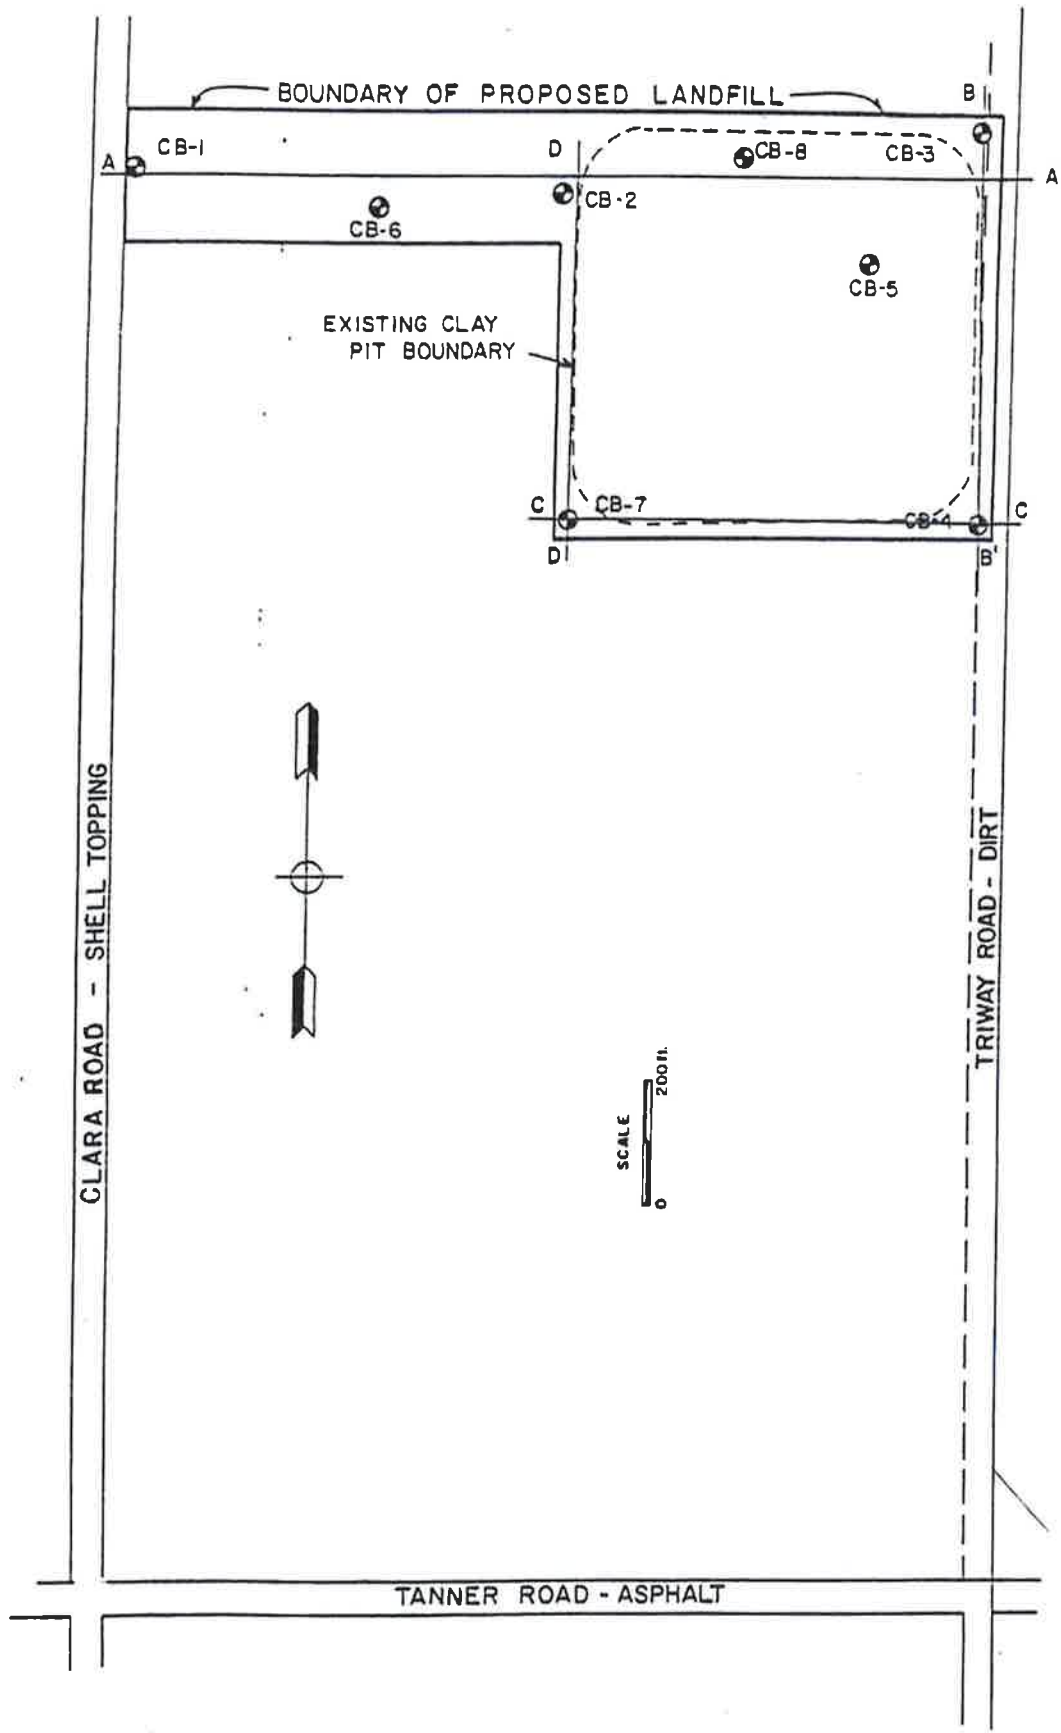 BOUNDARY OF PROPOSED LANDFILL
B
CB-1
D
CB-8
CB-3
A
A
CB-2
CB-6
CB-5
EXISTING CLAY
PIT BOUNDARY
C
CB-7
CB-4
C
D'
B'
CLARA ROAD - SHELL TOPPING
TRIWAY ROAD - DIRT
SCALE
0
200 ft.
TANNER ROAD - ASPHALT